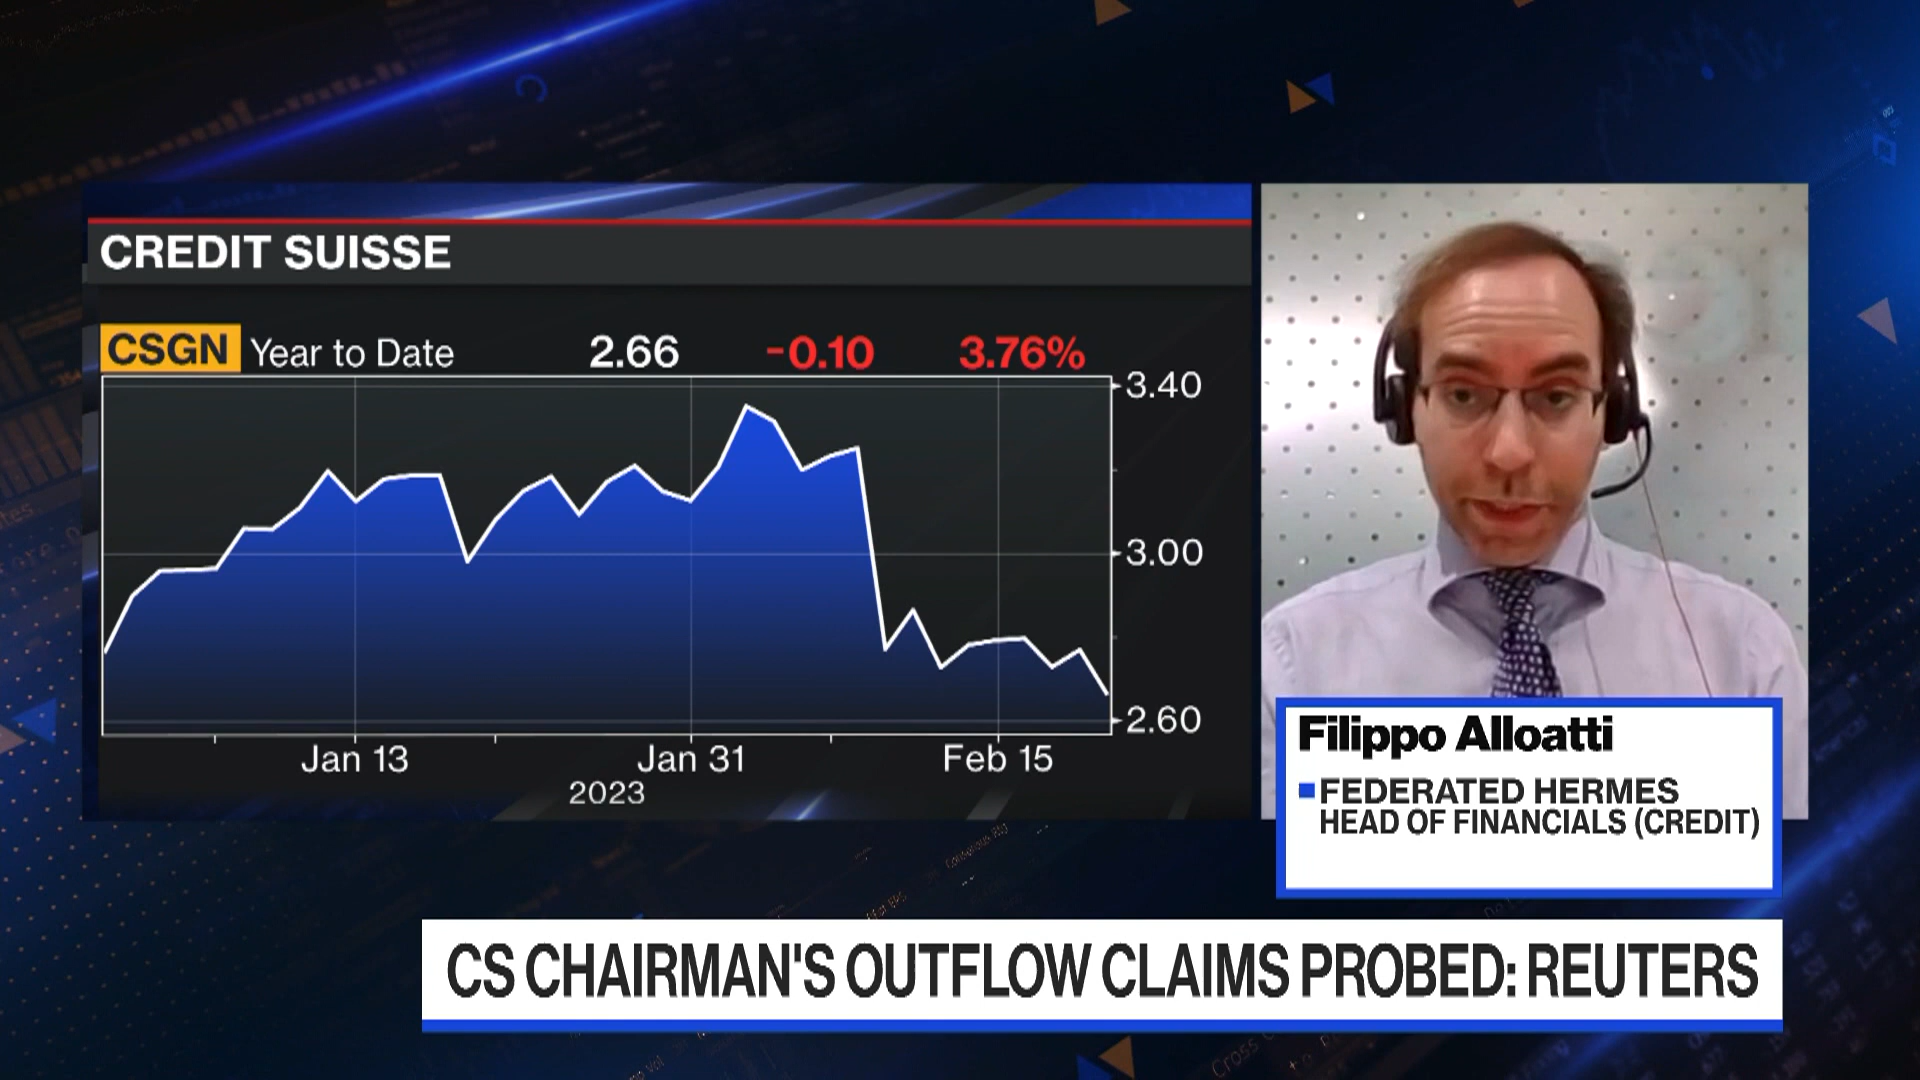 CREDIT SUISSE
CSGN Year to Date 2.66 -0.10 3.76%
3.40
3.00
2.60
Jan 13 Jan 31 Feb 15
2023
Filippo Alloatti
FEDERATED HERMES
HEAD OF FINANCIALS (CREDIT)
CS CHAIRMAN'S OUTFLOW CLAIMS PROBED: REUTERS